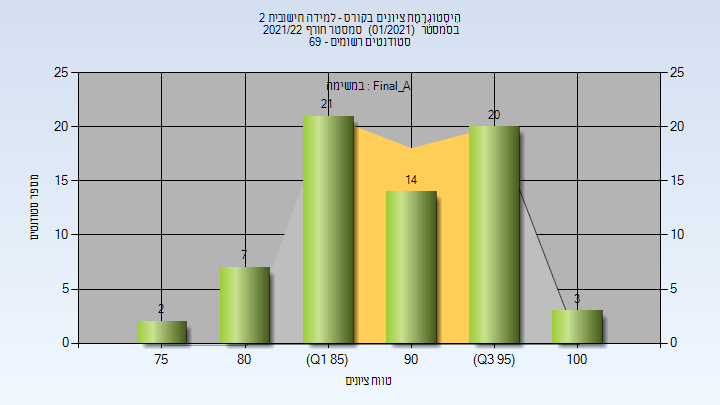 היסטוגרמת ציונים בקורס - למידה חישובית 2
בסמסטר (01/2021) סמסטר חורף 2021/22
סטודנטים רשומים - 69
במשימה : Final_A
25 25
20 20
15 15
10 10
5 5
0 0
2 7 21 14 20 3
75 80 (Q1 85) 90 (Q3 95) 100
מספר סטודנטים
טווח ציונים